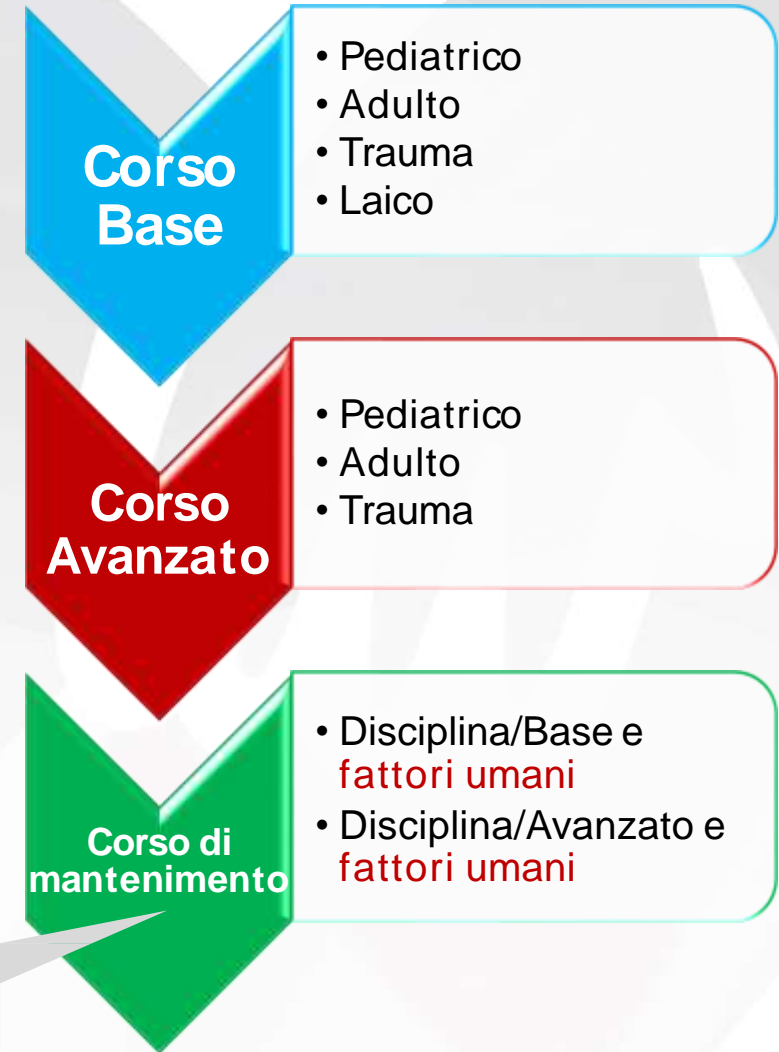 Corso
Base
• Pediatrico
• Adulto
• Trauma
• Laico
Corso
Avanzato
• Pediatrico
• Adulto
• Trauma
Corso di
mantenimento
• Disciplina/Base e
fattori umani
• Disciplina/Avanzato e
fattori umani